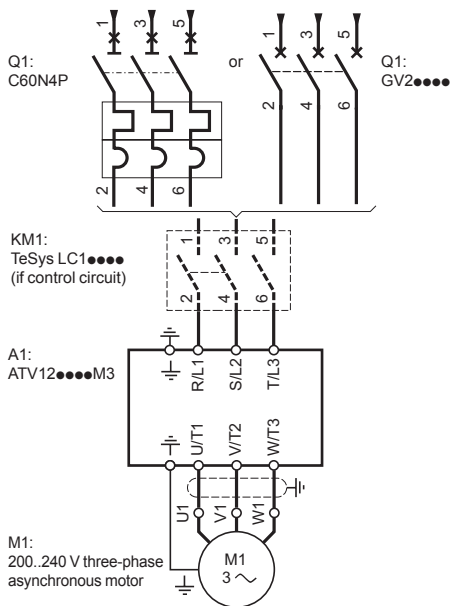 1 3 5
1 3 5
Q1:
C60N4P
or
Q1:
GV2●●●●
2 4 6
2 4 6
KM1:
TeSys LC1●●●●
(if control circuit)
1 3 5
2 4 6
A1:
ATV12●●●●M3
R/L1 S/L2 T/L3
U/T1 V/T2 W/T3
U1 V1 W1
M1:
200..240 V three-phase
asynchronous motor
M1
3 ~